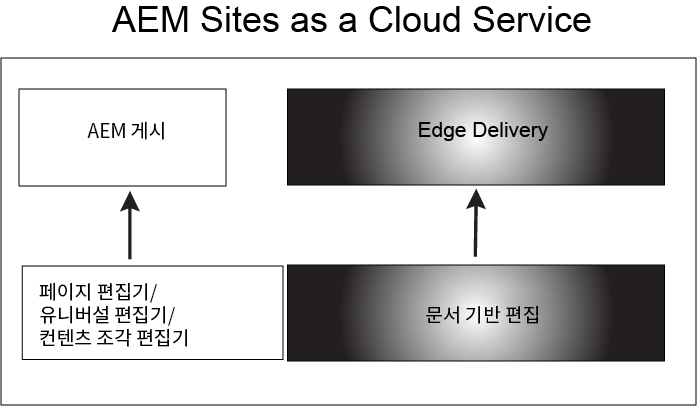 AEM Sites as a Cloud Service
AEM 게시
Edge Delivery
페이지 편집기/
유니버설 편집기/
컨텐츠 조각 편집기
문서 기반 편집